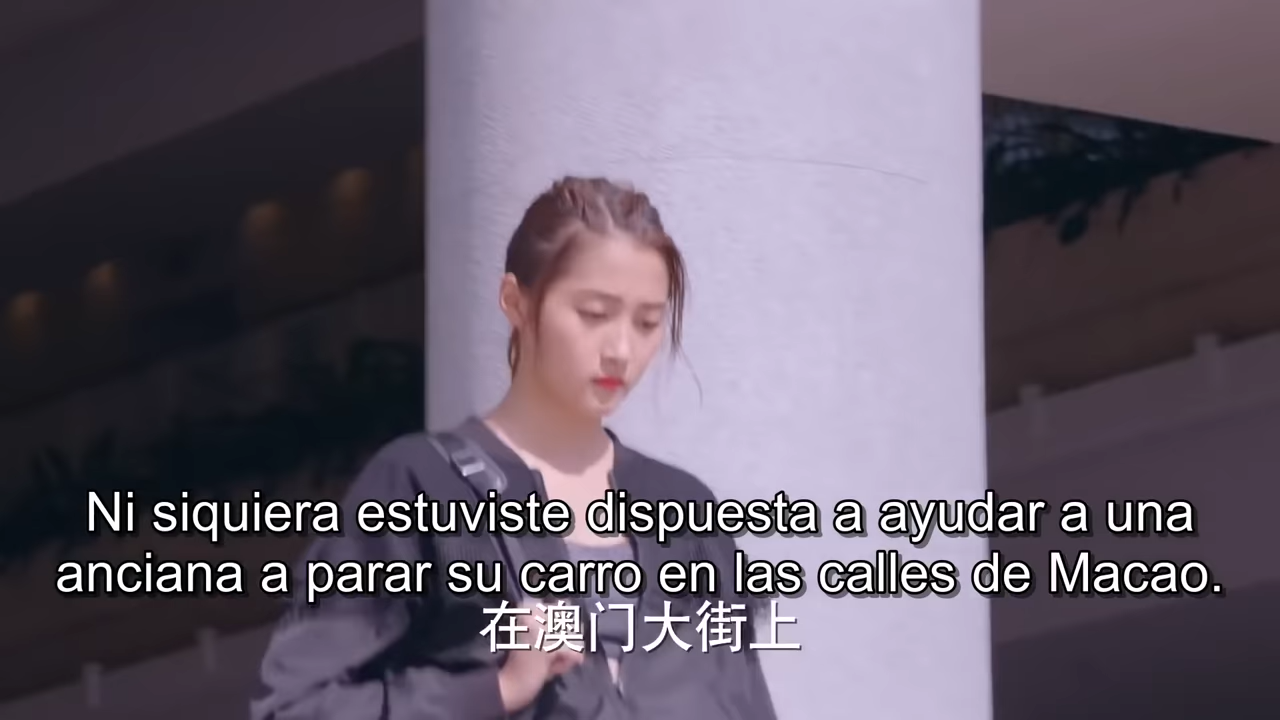 Ni siquiera estuviste dispuesta a ayudar a una
anciana a parar su carro en las calles de Macao.
在澳门大街上